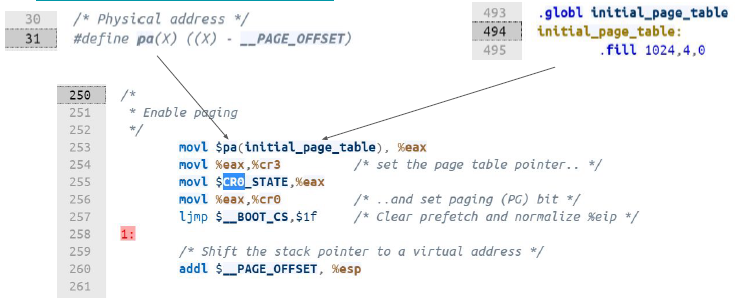 30 /* Physical address */
31 #define pa(X) ((X) - __PAGE_OFFSET)
493 .globl initial_page_table
494 initial_page_table:
495 .fill 1024,4,0
250 /*
251 * Enable paging
252 */
253 movl $pa(initial_page_table), %eax
254 movl %eax,%cr3 /* set the page table pointer.. */
255 movl $CR0_STATE,%eax
256 movl %eax,%cr0 /* ..and set paging (PG) bit */
257 ljmp $__BOOT_CS,$1f /* Clear prefetch and normalize %eip */
258 1:
259 /* Shift the stack pointer to a virtual address */
260 addl $__PAGE_OFFSET, %esp
261